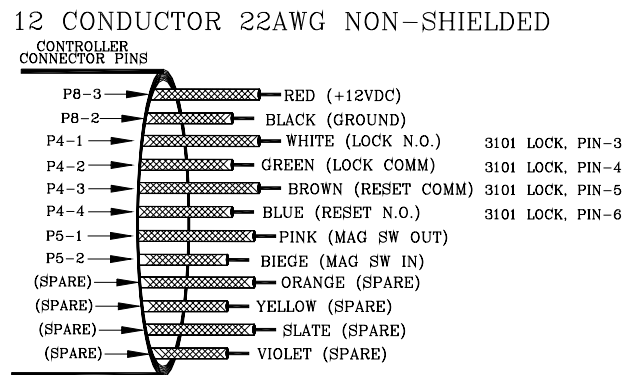 12 CONDUCTOR 22AWG NON-SHIELDED
CONTROLLER
CONNECTOR PINS
P8-3 RED (+12VDC)
P8-2 BLACK (GROUND)
P4-1 WHITE (LOCK N.O.) 3101 LOCK, PIN-3
P4-2 GREEN (LOCK COMM) 3101 LOCK, PIN-4
P4-3 BROWN (RESET COMM) 3101 LOCK, PIN-5
P4-4 BLUE (RESET N.O.) 3101 LOCK, PIN-6
P5-1 PINK (MAG SW OUT)
P5-2 BIEGE (MAG SW IN)
(SPARE) ORANGE (SPARE)
(SPARE) YELLOW (SPARE)
(SPARE) SLATE (SPARE)
(SPARE) VIOLET (SPARE)